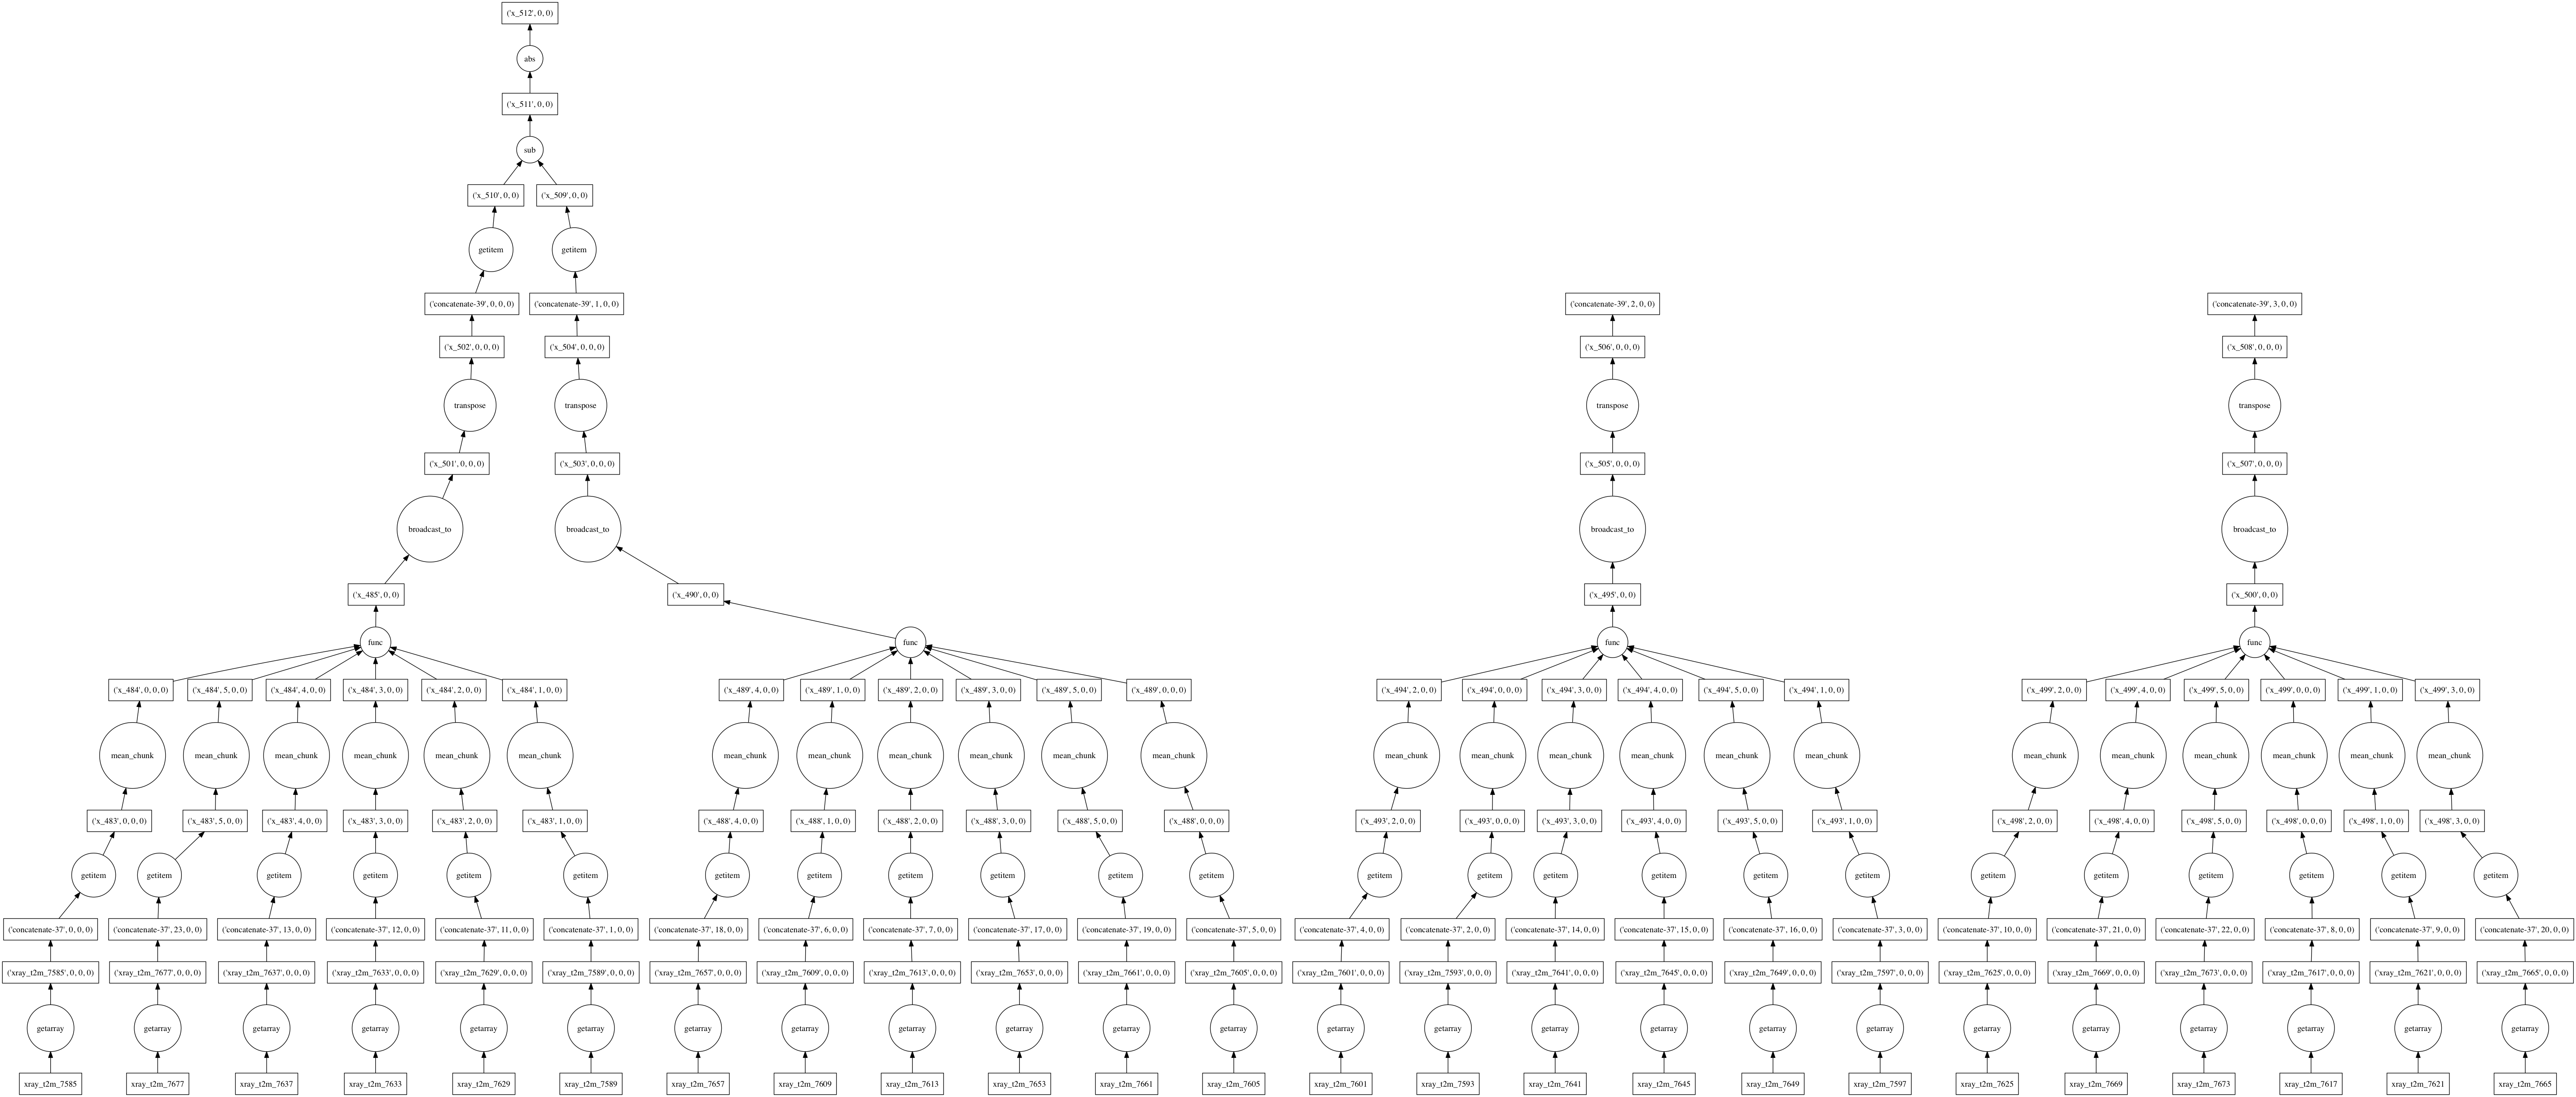 ('x_512', 0, 0)
abs
('x_511', 0, 0)
sub
('x_510', 0, 0) ('x_509', 0, 0)
getitem getitem
('concatenate-39', 0, 0, 0) ('concatenate-39', 1, 0, 0) ('concatenate-39', 2, 0, 0) ('concatenate-39', 3, 0, 0)
('x_502', 0, 0, 0) ('x_504', 0, 0, 0) ('x_506', 0, 0, 0) ('x_508', 0, 0, 0)
transpose transpose transpose transpose
('x_501', 0, 0, 0) ('x_503', 0, 0, 0) ('x_505', 0, 0, 0) ('x_507', 0, 0, 0)
broadcast_to broadcast_to broadcast_to broadcast_to
('x_485', 0, 0) ('x_490', 0, 0) ('x_495', 0, 0) ('x_500', 0, 0)
func func func func
('x_484', 0, 0, 0) ('x_484', 5, 0, 0) ('x_484', 4, 0, 0) ('x_484', 3, 0, 0) ('x_484', 2, 0, 0) ('x_484', 1, 0, 0) ('x_489', 4, 0, 0) ('x_489', 1, 0, 0) ('x_489', 2, 0, 0) ('x_489', 3, 0, 0) ('x_489', 5, 0, 0) ('x_489', 0, 0, 0) ('x_494', 2, 0, 0) ('x_494', 0, 0, 0) ('x_494', 3, 0, 0) ('x_494', 4, 0, 0) ('x_494', 5, 0, 0) ('x_494', 1, 0, 0) ('x_499', 2, 0, 0) ('x_499', 4, 0, 0) ('x_499', 5, 0, 0) ('x_499', 0, 0, 0) ('x_499', 1, 0, 0) ('x_499', 3, 0, 0)
mean_chunk mean_chunk mean_chunk mean_chunk mean_chunk mean_chunk mean_chunk mean_chunk mean_chunk mean_chunk mean_chunk mean_chunk mean_chunk mean_chunk mean_chunk mean_chunk mean_chunk mean_chunk mean_chunk mean_chunk mean_chunk mean_chunk mean_chunk mean_chunk
('x_483', 0, 0, 0) ('x_483', 5, 0, 0) ('x_483', 4, 0, 0) ('x_483', 3, 0, 0) ('x_483', 2, 0, 0) ('x_483', 1, 0, 0) ('x_488', 4, 0, 0) ('x_488', 1, 0, 0) ('x_488', 2, 0, 0) ('x_488', 3, 0, 0) ('x_488', 5, 0, 0) ('x_488', 0, 0, 0) ('x_493', 2, 0, 0) ('x_493', 0, 0, 0) ('x_493', 3, 0, 0) ('x_493', 4, 0, 0) ('x_493', 5, 0, 0) ('x_493', 1, 0, 0) ('x_498', 2, 0, 0) ('x_498', 4, 0, 0) ('x_498', 5, 0, 0) ('x_498', 0, 0, 0) ('x_498', 1, 0, 0) ('x_498', 3, 0, 0)
getitem getitem getitem getitem getitem getitem getitem getitem getitem getitem getitem getitem getitem getitem getitem getitem getitem getitem getitem getitem getitem getitem getitem getitem
('concatenate-37', 0, 0, 0) ('concatenate-37', 23, 0, 0) ('concatenate-37', 13, 0, 0) ('concatenate-37', 12, 0, 0) ('concatenate-37', 11, 0, 0) ('concatenate-37', 1, 0, 0) ('concatenate-37', 18, 0, 0) ('concatenate-37', 6, 0, 0) ('concatenate-37', 7, 0, 0) ('concatenate-37', 17, 0, 0) ('concatenate-37', 19, 0, 0) ('concatenate-37', 5, 0, 0) ('concatenate-37', 4, 0, 0) ('concatenate-37', 2, 0, 0) ('concatenate-37', 14, 0, 0) ('concatenate-37', 15, 0, 0) ('concatenate-37', 16, 0, 0) ('concatenate-37', 3, 0, 0) ('concatenate-37', 10, 0, 0) ('concatenate-37', 21, 0, 0) ('concatenate-37', 22, 0, 0) ('concatenate-37', 8, 0, 0) ('concatenate-37', 9, 0, 0) ('concatenate-37', 20, 0, 0)
('xray_t2m_7585', 0, 0, 0) ('xray_t2m_7677', 0, 0, 0) ('xray_t2m_7637', 0, 0, 0) ('xray_t2m_7633', 0, 0, 0) ('xray_t2m_7629', 0, 0, 0) ('xray_t2m_7589', 0, 0, 0) ('xray_t2m_7657', 0, 0, 0) ('xray_t2m_7609', 0, 0, 0) ('xray_t2m_7613', 0, 0, 0) ('xray_t2m_7653', 0, 0, 0) ('xray_t2m_7661', 0, 0, 0) ('xray_t2m_7605', 0, 0, 0) ('xray_t2m_7601', 0, 0, 0) ('xray_t2m_7593', 0, 0, 0) ('xray_t2m_7641', 0, 0, 0) ('xray_t2m_7645', 0, 0, 0) ('xray_t2m_7649', 0, 0, 0) ('xray_t2m_7597', 0, 0, 0) ('xray_t2m_7625', 0, 0, 0) ('xray_t2m_7669', 0, 0, 0) ('xray_t2m_7673', 0, 0, 0) ('xray_t2m_7617', 0, 0, 0) ('xray_t2m_7621', 0, 0, 0) ('xray_t2m_7665', 0, 0, 0)
getarray getarray getarray getarray getarray getarray getarray getarray getarray getarray getarray getarray getarray getarray getarray getarray getarray getarray getarray getarray getarray getarray getarray getarray
xray_t2m_7585 xray_t2m_7677 xray_t2m_7637 xray_t2m_7633 xray_t2m_7629 xray_t2m_7589 xray_t2m_7657 xray_t2m_7609 xray_t2m_7613 xray_t2m_7653 xray_t2m_7661 xray_t2m_7605 xray_t2m_7601 xray_t2m_7593 xray_t2m_7641 xray_t2m_7645 xray_t2m_7649 xray_t2m_7597 xray_t2m_7625 xray_t2m_7669 xray_t2m_7673 xray_t2m_7617 xray_t2m_7621 xray_t2m_7665